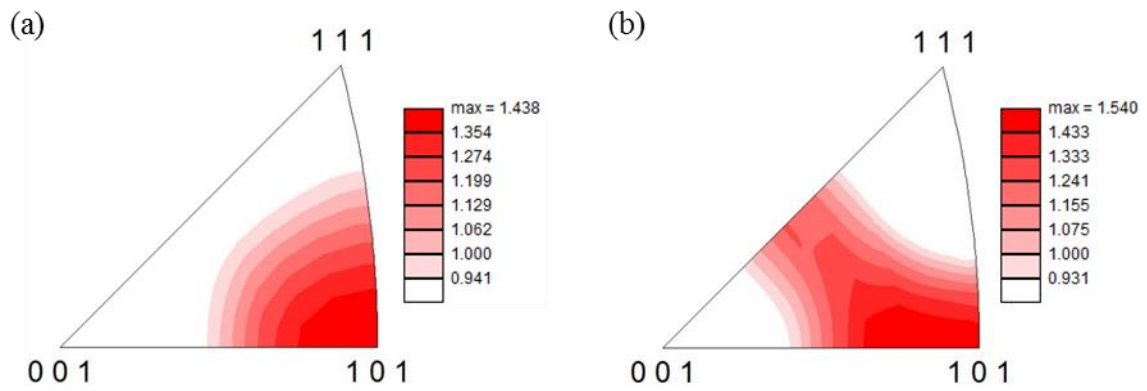 (a)
1 1 1
max = 1.438
1.354
1.274
1.199
1.129
1.062
1.000
0.941
0 0 1
1 0 1
(b)
1 1 1
max = 1.540
1.433
1.333
1.241
1.155
1.075
1.000
0.931
0 0 1
1 0 1